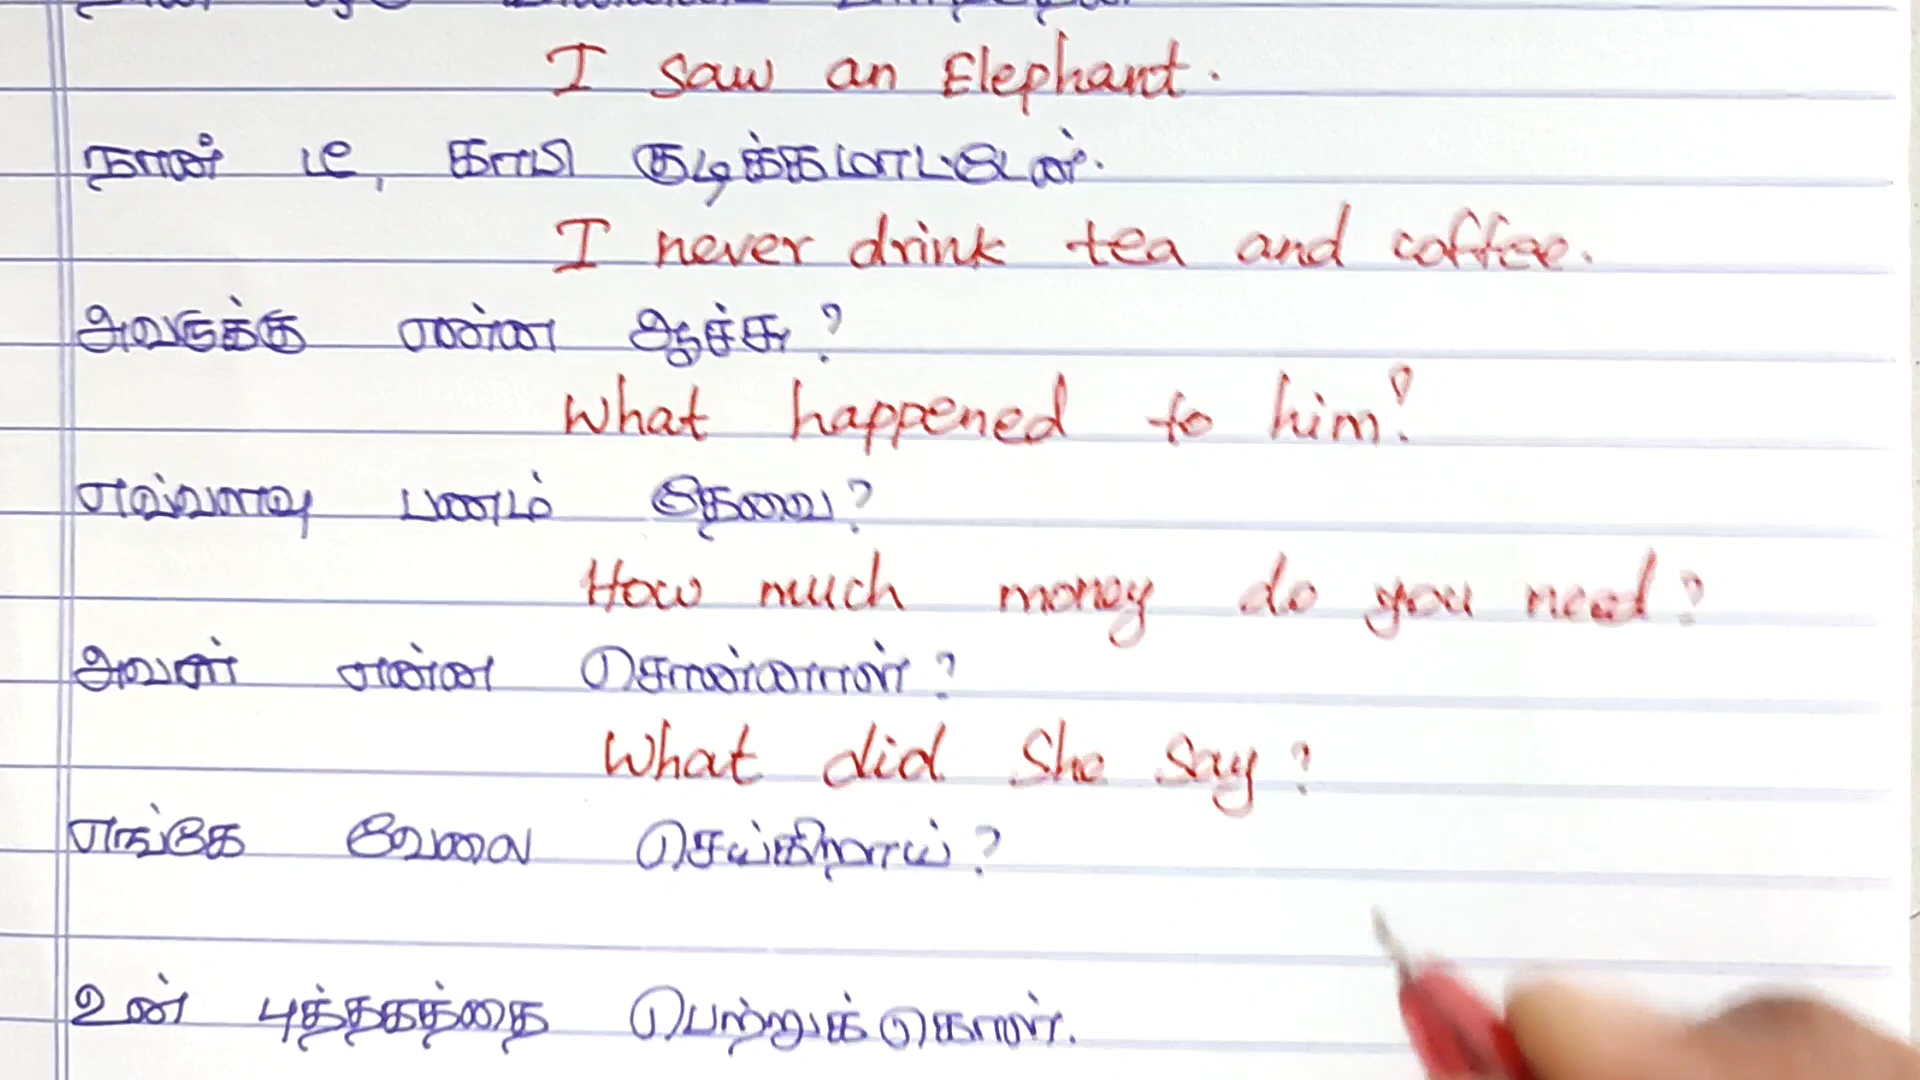 I saw an Elephant.
நான் டீ, காபி குடிக்கமாட்டேன்.
I never drink tea and coffee.
அவருக்கு என்ன ஆச்சு?
What happened to him?
எவ்வளவு பணம் தேவை?
How much money do you need?
அவள் என்ன சொன்னாள்?
What did She Say?
எங்கே வேலை செய்கிறாய்?
உன் புத்தகத்தை பெற்றுக்கொள்.